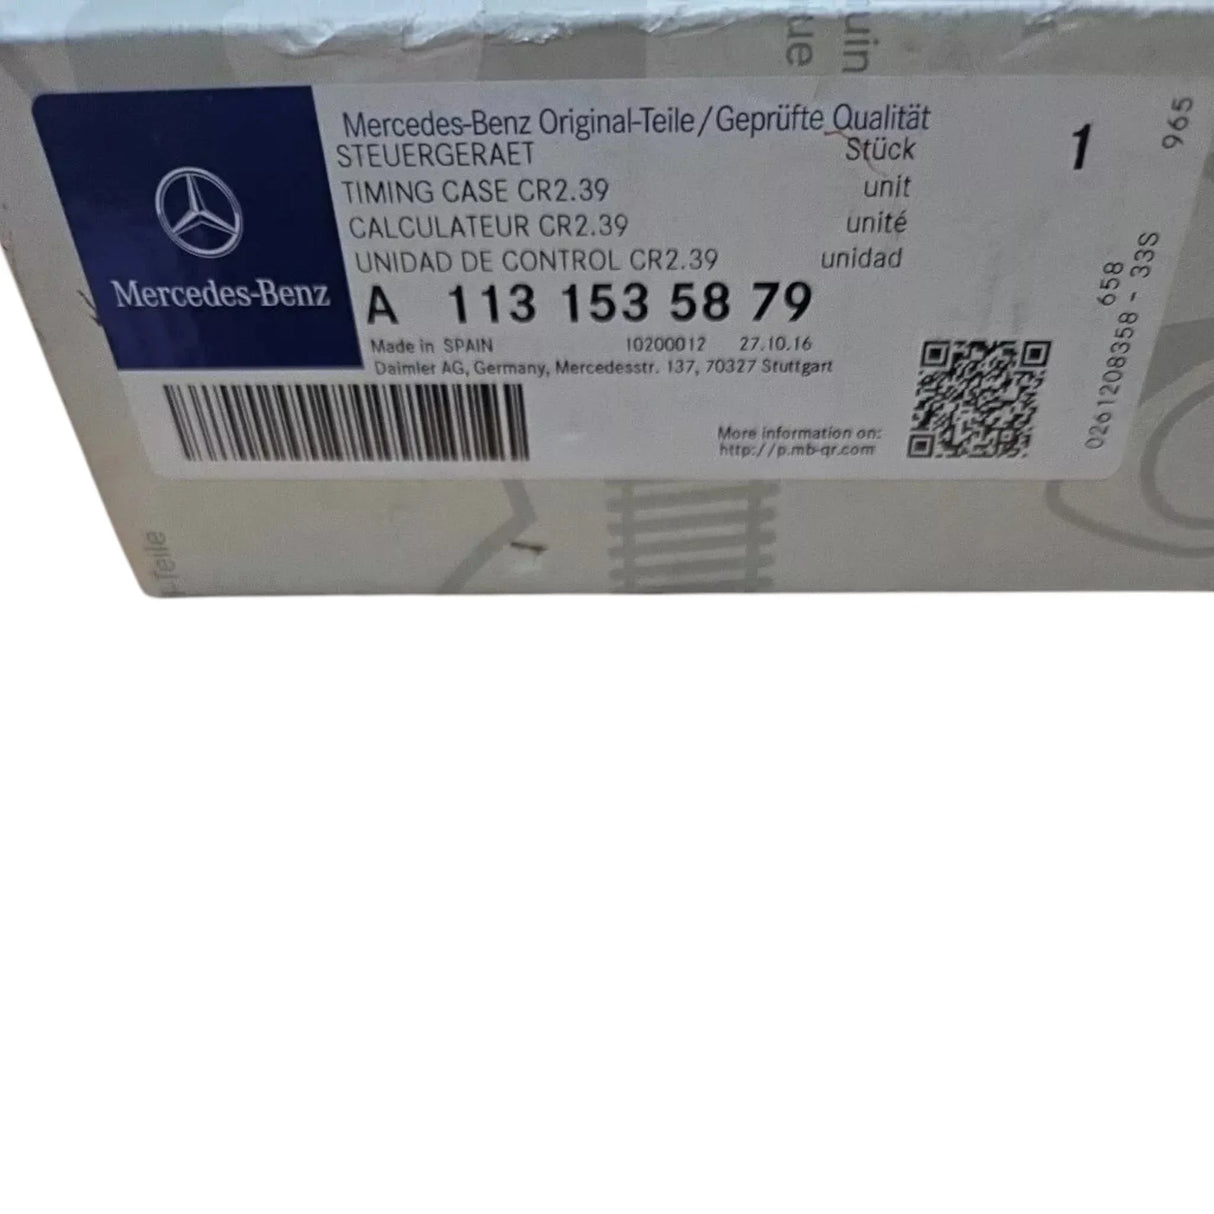 Mercedes-Benz
Mercedes-Benz Original-Teile/Geprüfte Qualität
STEUERGERAET Stück 1
TIMING CASE CR2.39 unit
CALCULATEUR CR2.39 unité
UNIDAD DE CONTROL CR2.39 unidad
A 113 153 58 79
Made in SPAIN 10200012 27.10.16
Daimler AG, Germany, Mercedesstr. 137, 70327 Stuttgart
More information on:
http://p.mb-qr.com
965
658
0261208358 - 33S
-Teile